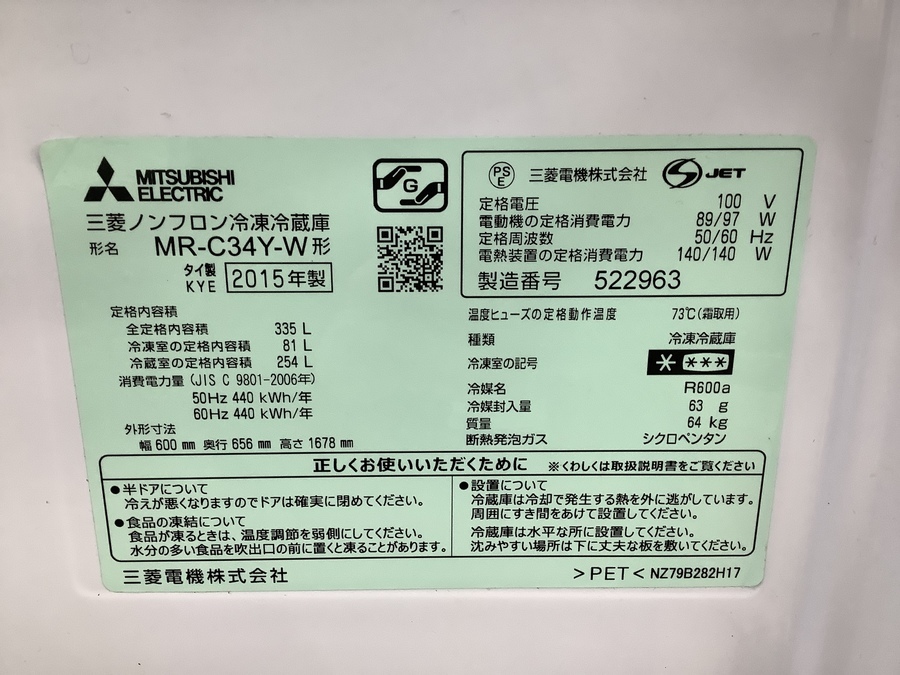 MITSUBISHI
ELECTRIC
三菱ノンフロン冷凍冷蔵庫
形名 MR-C34Y-W形
タイ製
KYE 2015年製
G
PS
E 三菱電機株式会社 JET
定格電圧 100 V
電動機の定格消費電力 89/97 W
定格周波数 50/60 Hz
電熱装置の定格消費電力 140/140 W
製造番号 522963
定格内容積
全定格内容積 335 L
冷凍室の定格内容積 81 L
冷蔵室の定格内容積 254 L
消費電力量 (JIS C 9801-2006年)
50Hz 440 kWh/年
60Hz 440 kWh/年
外形寸法
幅 600 mm 奥行 656 mm 高さ 1678 mm
温度ヒューズの定格動作温度 73℃(霜取用)
種類 冷凍冷蔵庫
冷凍室の記号 * ***
冷媒名 R600a
冷媒封入量 63 g
質量 64 kg
断熱発泡ガス シクロペンタン
正しくお使いいただくために ※くわしくは取扱説明書をご覧ください
●半ドアについて
冷えが悪くなりますのでドアは確実に閉めてください。
●食品の凍結について
食品が凍るときは、温度調節を弱側にしてください。
水分の多い食品を吹出口の前に置くと凍ることがあります。
●設置について
冷蔵庫は冷却で発生する熱を外に逃がしています。
周囲にすき間をあけて設置してください。
冷蔵庫は水平な所に設置してください。
沈みやすい場所は下に丈夫な板を敷いてください。
三菱電機株式会社
>PET< NZ79B282H17